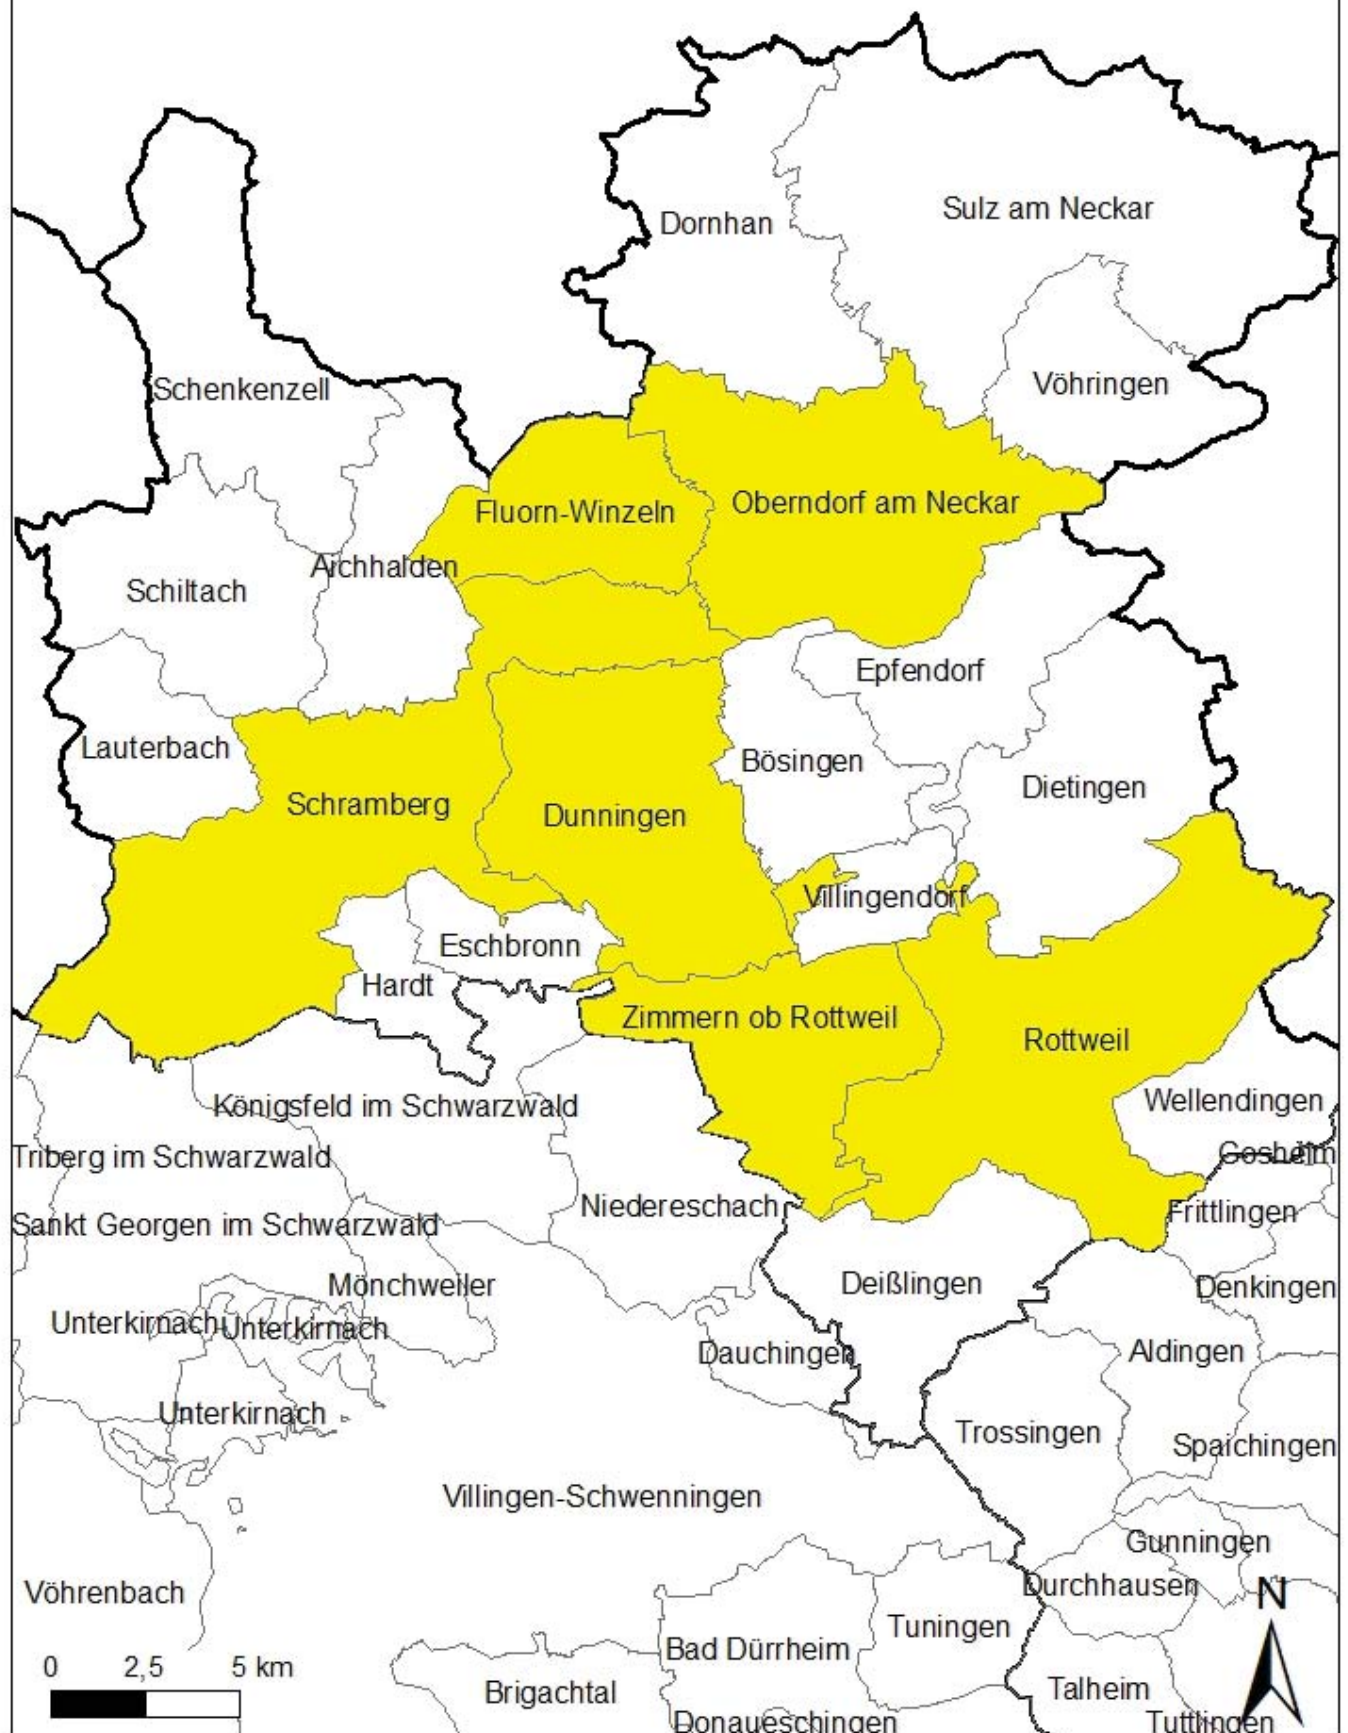 Sulz am Neckar
Dornhan
Vöhringen
Schenkenzell
Oberndorf am Neckar
Fluorn-Winzeln
Aichhalden
Schiltach
Epfendorf
Lauterbach
Bösingen
Dietingen
Schramberg
Dunningen
Villingendorf
Eschbronn
Hardt
Zimmern ob Rottweil
Rottweil
Wellendingen
Königsfeld im Schwarzwald
Gosheim
Triberg im Schwarzwald
Niedereschach
Frittlingen
Sankt Georgen im Schwarzwald
Deißlingen
Mönchweiler
Denkingen
Unterkirnach
Unterkirnach
Dauchingen
Aldingen
Unterkirnach
Trossingen
Spaichingen
Villingen-Schwenningen
Gunningen
Durchhausen
N
Vöhrenbach
Tuningen
Bad Dürrheim
0 2,5 5 km
Brigachtal
Talheim
Donaueschingen
Tuttlingen